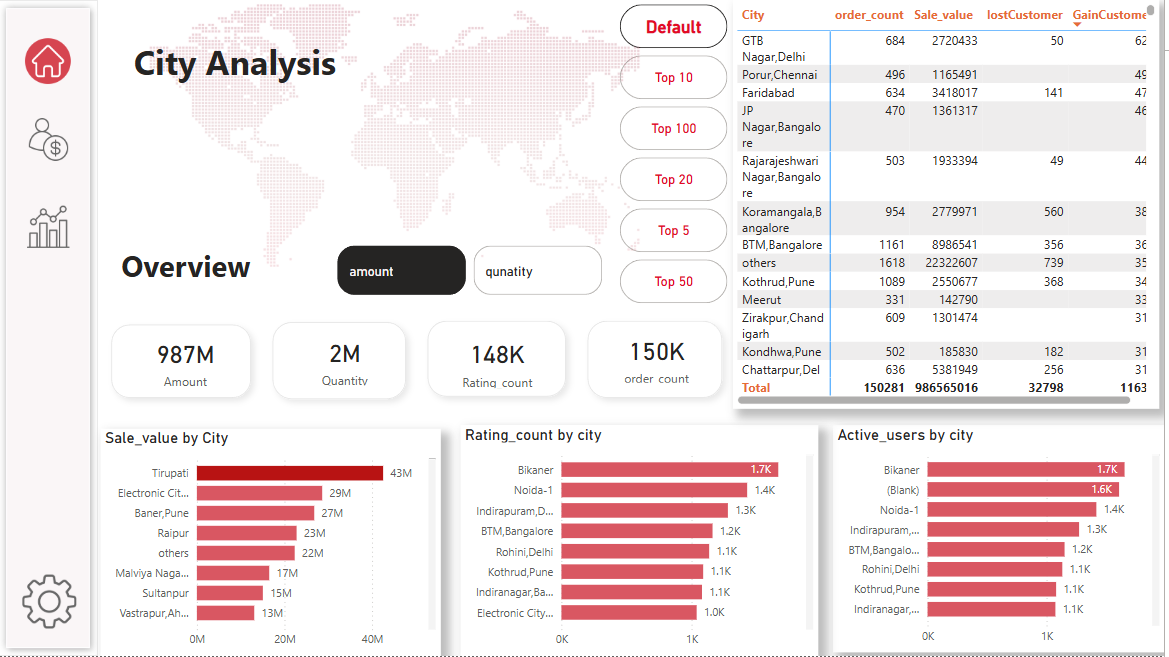 City Analysis
Default
Top 10
Top 100
Top 20
Top 5
Top 50
Overview
amount
qunatity
987M
Amount
2M
Quantity
148K
Rating_count
150K
order_count
City order_count Sale_value lostCustomer GainCustome
GTB 684 2720433 50 62
Nagar,Delhi
Porur,Chennai 496 1165491 49
Faridabad 634 3418017 141 47
JP 470 1361317 46
Nagar,Bangalo
re
Rajarajeshwari 503 1933394 49 44
Nagar,Bangalo
re
Koramangala,B 954 2779971 560 38
angalore
BTM,Bangalore 1161 8986541 356 36
others 1618 22322607 739 35
Kothrud,Pune 1089 2550677 368 34
Meerut 331 142790 33
Zirakpur,Chand 609 1301474 31
igarh
Kondhwa,Pune 502 185830 182 31
Chattarpur,Del 636 5381949 256 31
Total 150281 986565016 32798 1163
Sale_value by City
Tirupati 43M
Electronic Cit... 29M
Baner,Pune 27M
Raipur 23M
others 22M
Malviya Naga... 17M
Sultanpur 15M
Vastrapur,Ah... 13M
0M 20M 40M
Rating_count by city
Bikaner 1.7K
Noida-1 1.4K
Indirapuram,D... 1.3K
BTM,Bangalore 1.2K
Rohini,Delhi 1.1K
Kothrud,Pune 1.1K
Indiranagar,Ba... 1.1K
Electronic City... 1.0K
0K 1K
Active_users by city
Bikaner 1.7K
(Blank) 1.6K
Noida-1 1.4K
Indirapuram,... 1.3K
BTM,Bangalo... 1.2K
Rohini,Delhi 1.1K
Kothrud,Pune 1.1K
Indiranagar,... 1.1K
0K 1K